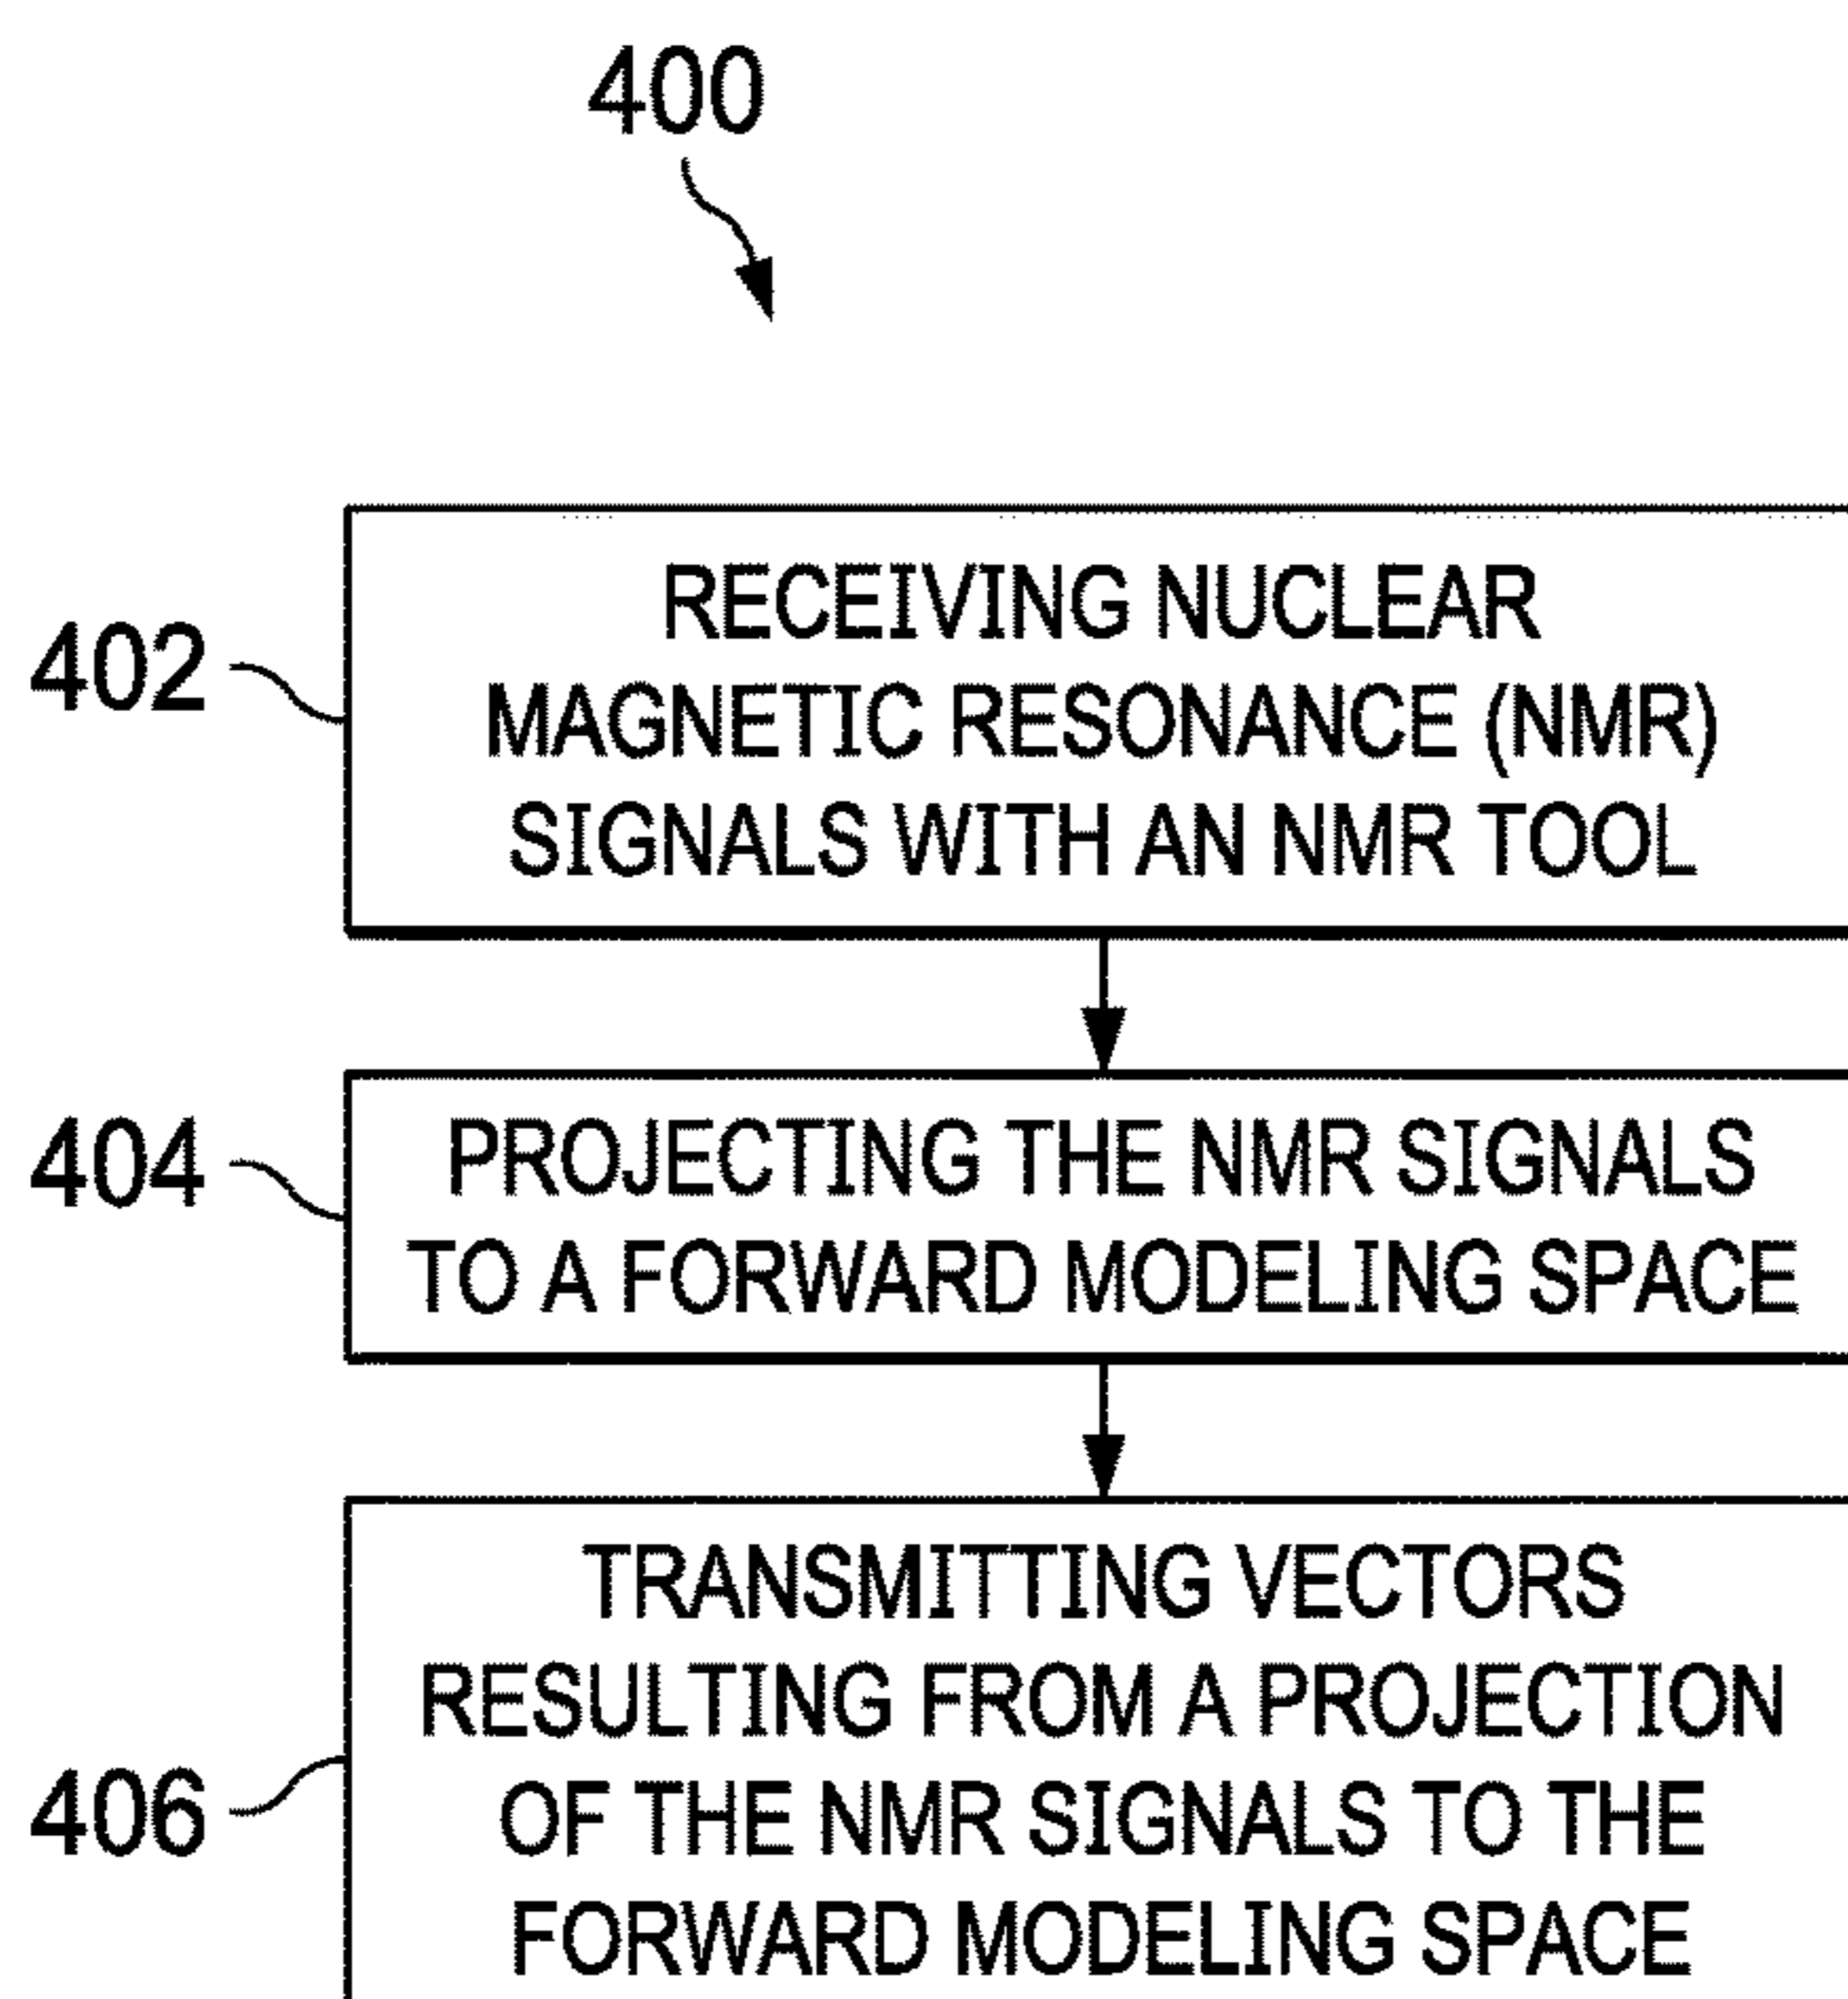 400
402
RECEIVING NUCLEAR
MAGNETIC RESONANCE (NMR)
SIGNALS WITH AN NMR TOOL
404
PROJECTING THE NMR SIGNALS
TO A FORWARD MODELING SPACE
406
TRANSMITTING VECTORS
RESULTING FROM A PROJECTION
OF THE NMR SIGNALS TO THE
FORWARD MODELING SPACE